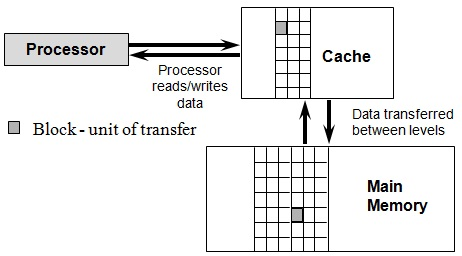 Processor
Cache
Processor
reads/writes
data
Block - unit of transfer
Data transferred
between levels
Main
Memory